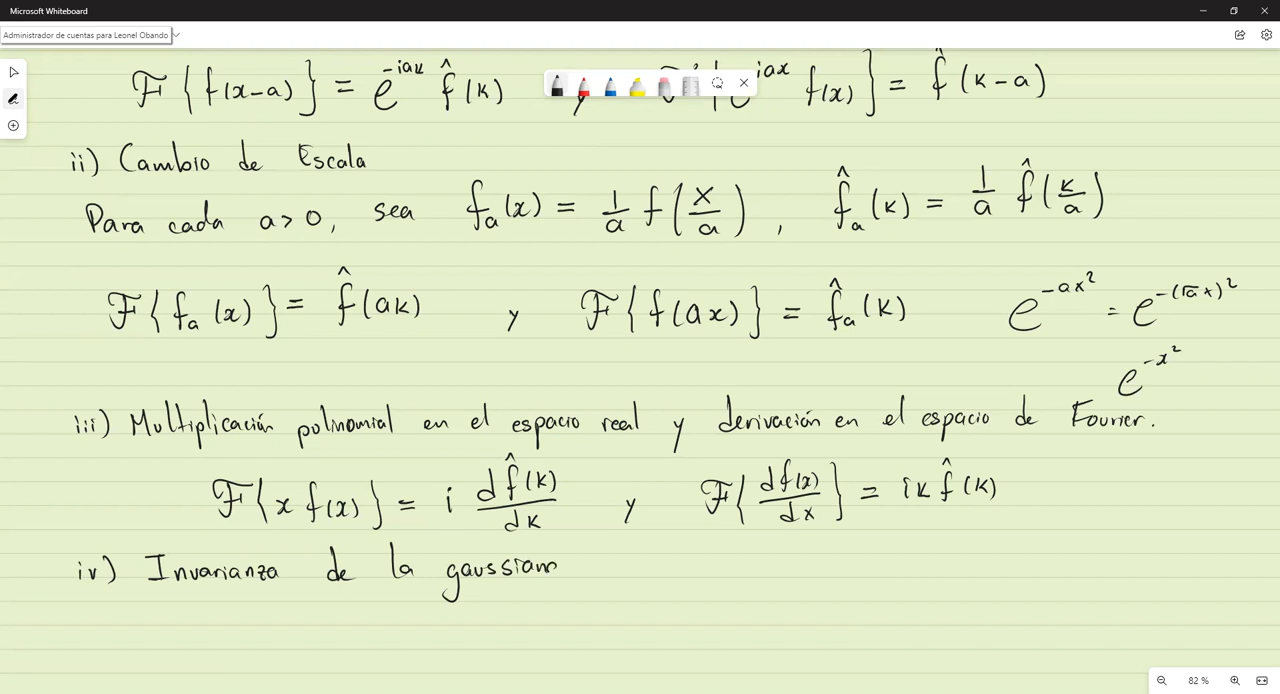 Microsoft Whiteboard
Administrador de cuentas para Leonel Obando
ℱ{f(x-a)} = e^{-iak} f̂(k) y e^{iax} f(x)} = f̂(k-a)
ii) Cambio de Escala
Para cada a>0, sea f_a(x) = 1/a f(x/a), f̂_a(k) = 1/a f̂(k/a)
ℱ{f_a(x)} = f̂(ak) y ℱ{f(ax)} = f̂_a(k) e^{-ax²} = e^{-(√a x)²}
e^{-x²}
iii) Multiplicación polnomial en el espacio real y derivación en el espacio de Fourier.
ℱ{x f(x)} = i df̂(k)/dk y ℱ{df(x)/dx} = ik f̂(k)
iv) Invarianza de la gaussiana
82 %